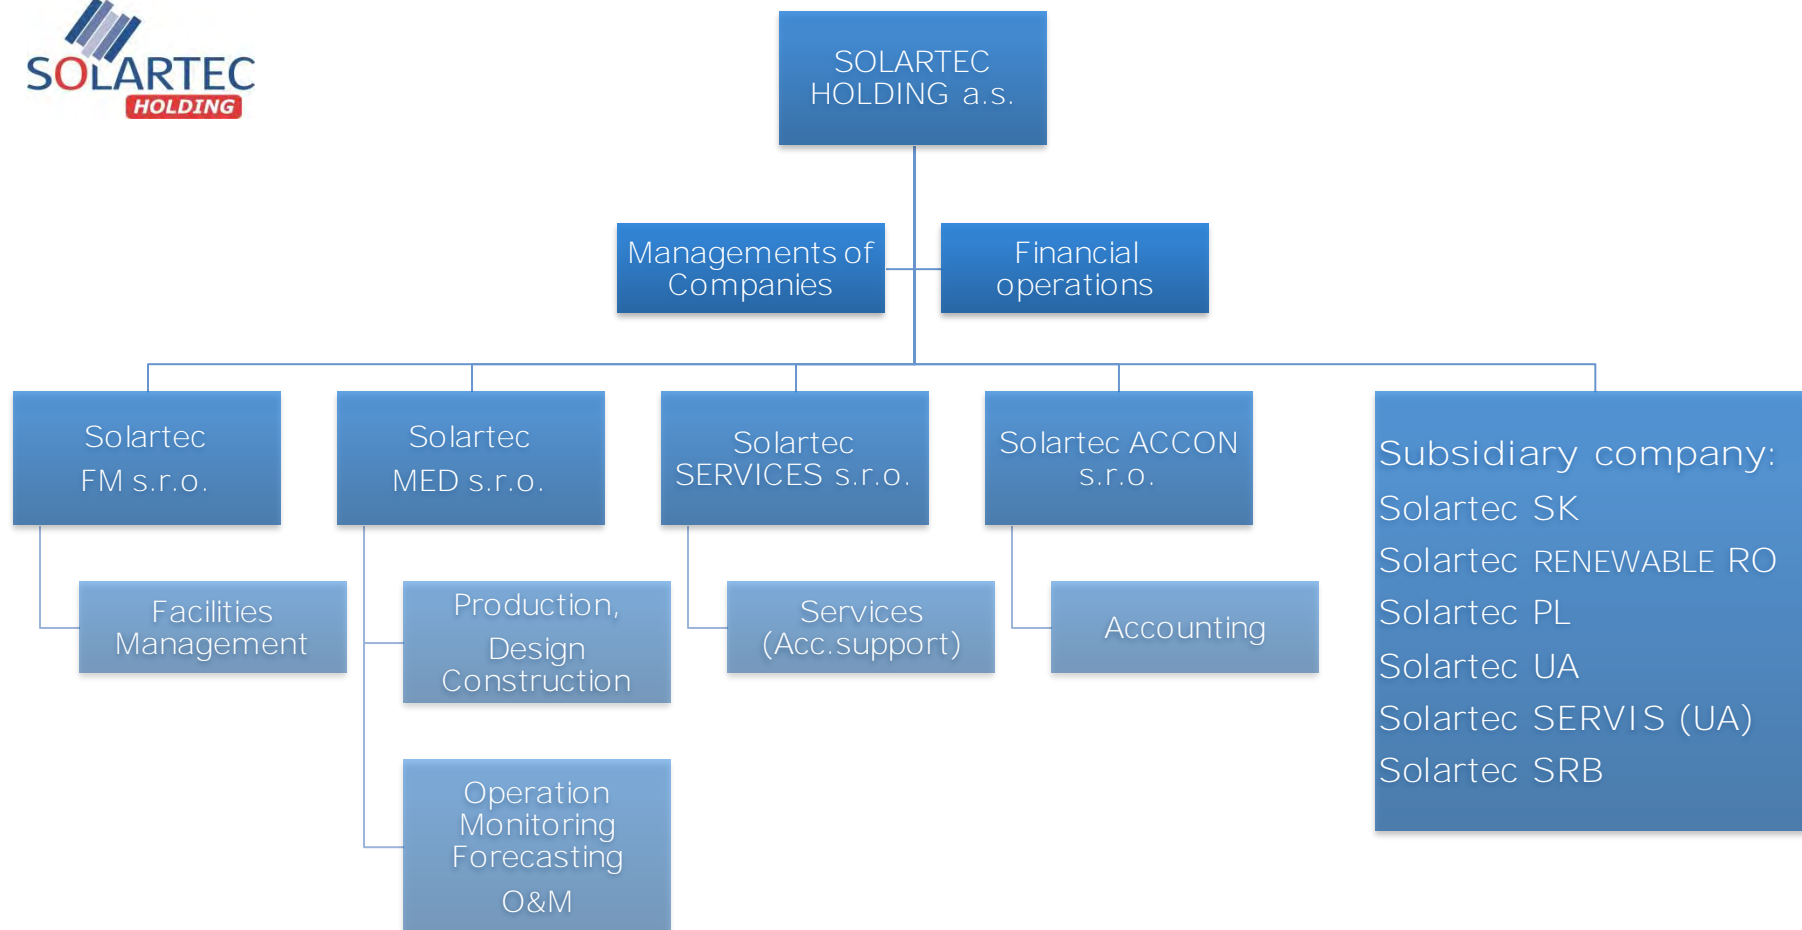 SOLARTEC
HOLDING
SOLARTEC
HOLDING a.s.
Managements of
Companies
Financial
operations
Solartec
FM s.r.o.
Facilities
Management
Solartec
MED s.r.o.
Production,
Design
Construction
Operation
Monitoring
Forecasting
O&M
Solartec
SERVICES s.r.o.
Services
(Acc.support)
Solartec ACCON
s.r.o.
Accounting
Subsidiary company:
Solartec SK
Solartec RENEWABLE RO
Solartec PL
Solartec UA
Solartec SERVIS (UA)
Solartec SRB